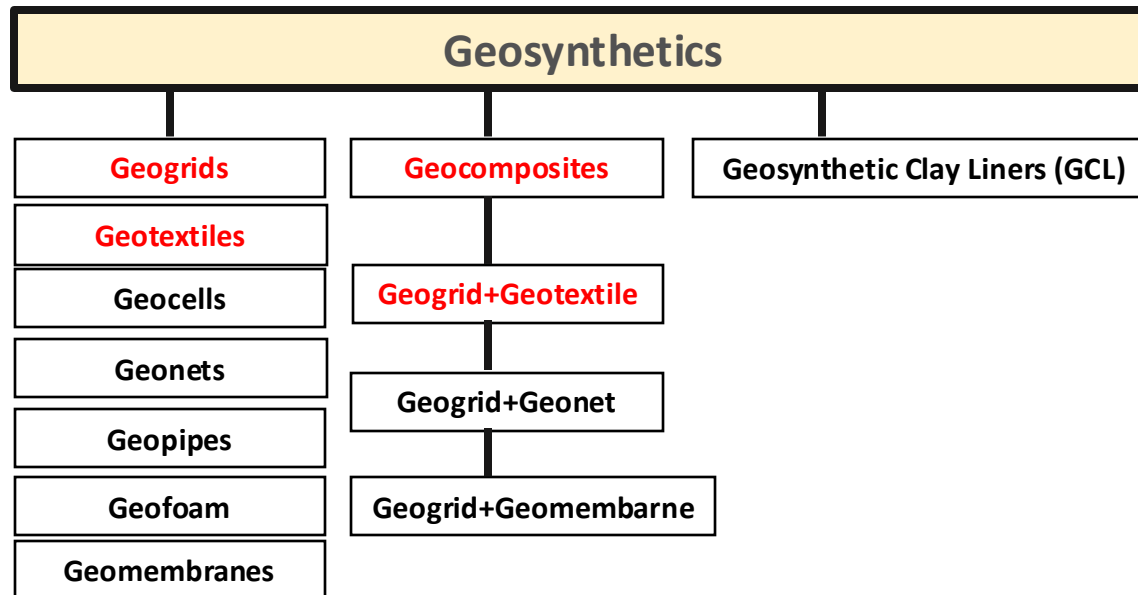 Geosynthetics
Geogrids
Geotextiles
Geocells
Geonets
Geopipes
Geofoam
Geomembranes
Geocomposites
Geogrid+Geotextile
Geogrid+Geonet
Geogrid+Geomembarne
Geosynthetic Clay Liners (GCL)